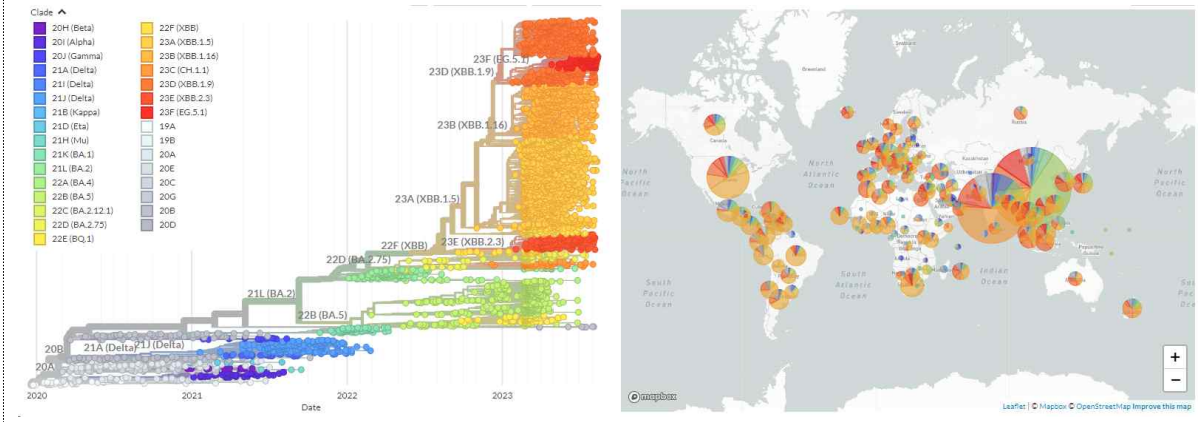 Clade
20H (Beta)
20I (Alpha)
20J (Gamma)
21A (Delta)
21I (Delta)
21J (Delta)
21B (Kappa)
21D (Eta)
21H (Mu)
21K (BA.1)
21L (BA.2)
22A (BA.4)
22B (BA.5)
22C (BA.2.12.1)
22D (BA.2.75)
22E (BQ.1)
22F (XBB)
23A (XBB.1.5)
23B (XBB.1.16)
23C (CH.1.1)
23D (XBB.1.9)
23E (XBB.2.3)
23F (EG.5.1)
19A
19B
20A
20E
20C
20G
20B
20D
23F (EG.5.1)
23D (XBB.1.9)
23B (XBB.1.16)
23A (XBB.1.5)
23E (XBB.2.3)
22F (XBB)
22D (BA.2.75)
21L (BA.2)
22B (BA.5)
21A (Delta)
21J (Delta)
20B
20A
2020
2021
2022
2023
Date
Greenland
Canada
Russia
Kazakhstan
North
Pacific
Ocean
North
Atlantic
Ocean
North
Pacific
Ocean
South
Pacific
Ocean
South
Atlantic
Ocean
Indian
Ocean
South
Pacific
Ocean
Papua
+
−
mapbox
Leaflet | © Mapbox © OpenStreetMap Improve this map